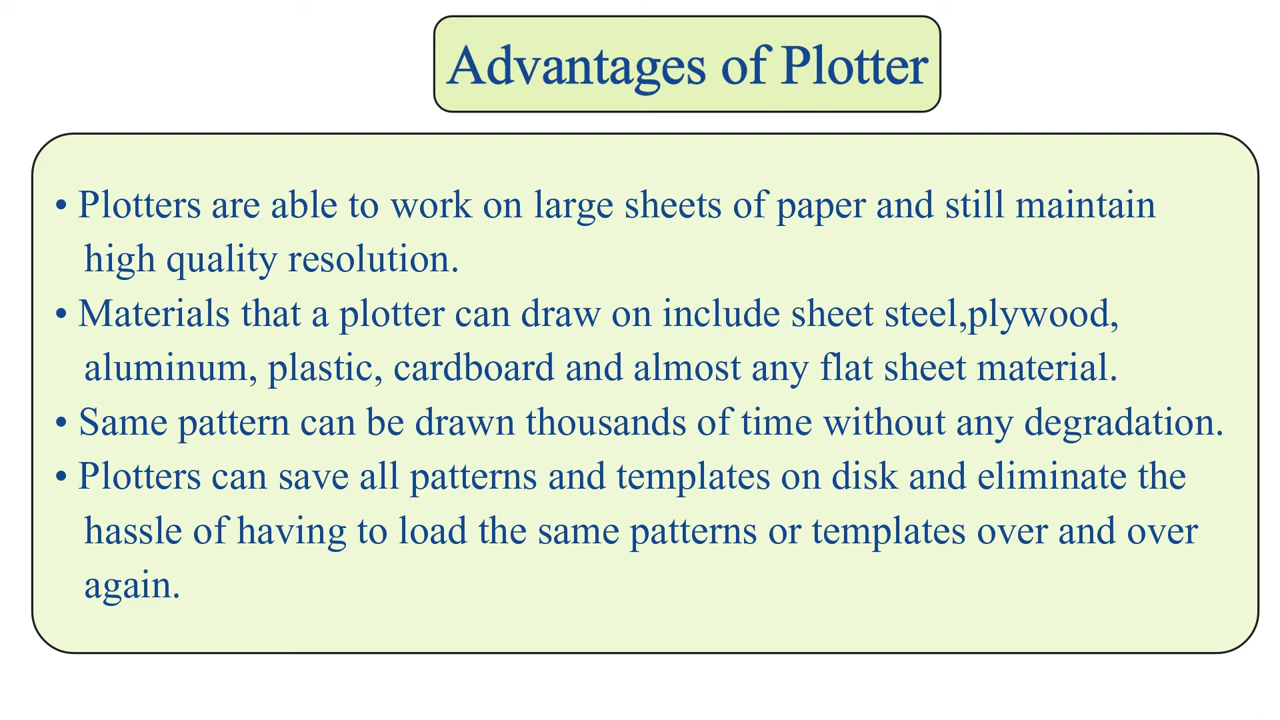 Advantages of Plotter
• Plotters are able to work on large sheets of paper and still maintain
high quality resolution.
• Materials that a plotter can draw on include sheet steel,plywood,
aluminum, plastic, cardboard and almost any flat sheet material.
• Same pattern can be drawn thousands of time without any degradation.
• Plotters can save all patterns and templates on disk and eliminate the
hassle of having to load the same patterns or templates over and over
again.